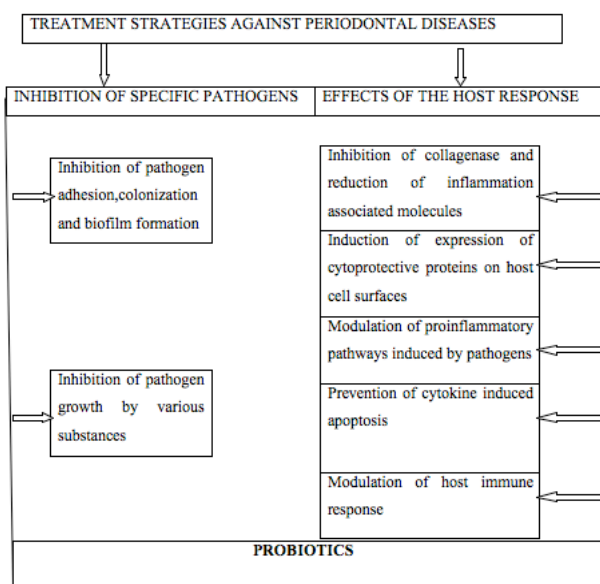 TREATMENT STRATEGIES AGAINST PERIODONTAL DISEASES
INHIBITION OF SPECIFIC PATHOGENS
EFFECTS OF THE HOST RESPONSE
Inhibition of pathogen
adhesion,colonization
and biofilm formation
Inhibition of pathogen
growth by various
substances
Inhibition of collagenase and
reduction of inflammation
associated molecules
Induction of expression of
cytoprotective proteins on host
cell surfaces
Modulation of proinflammatory
pathways induced by pathogens
Prevention of cytokine induced
apoptosis
Modulation of host immune
response
PROBIOTICS